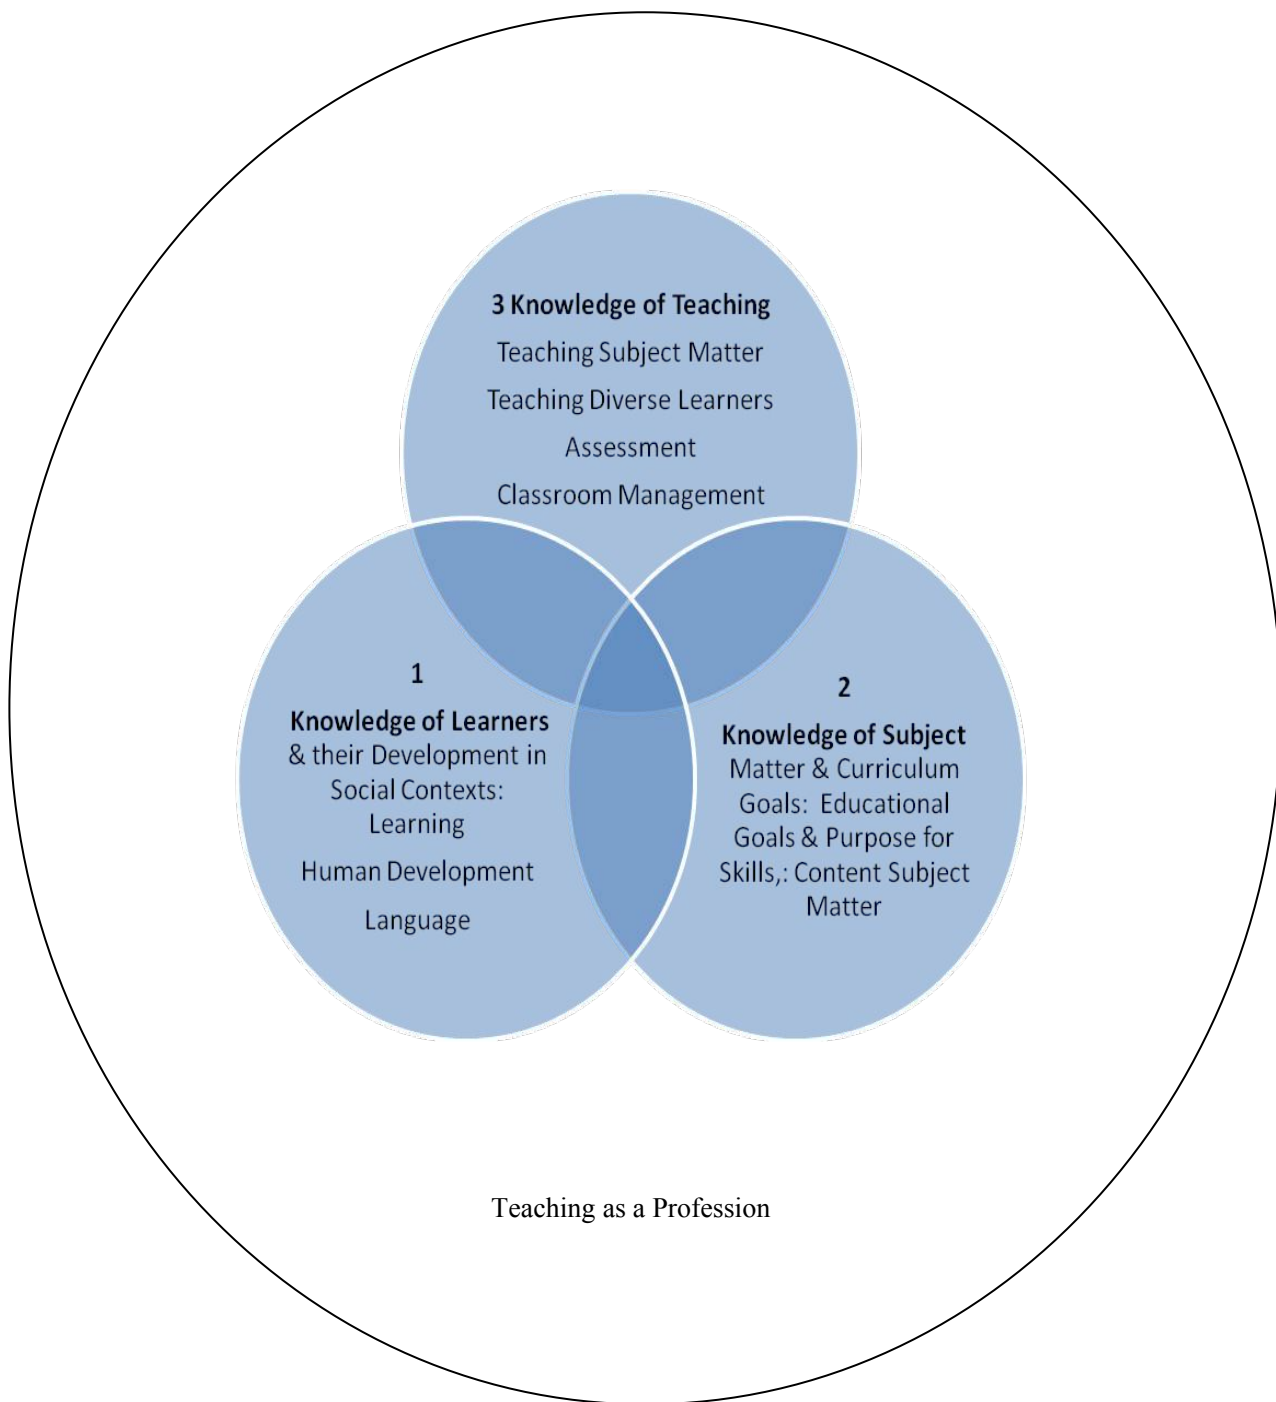 3 Knowledge of Teaching
Teaching Subject Matter
Teaching Diverse Learners
Assessment
Classroom Management
1
Knowledge of Learners
& their Development in
Social Contexts:
Learning
Human Development
Language
2
Knowledge of Subject
Matter & Curriculum
Goals: Educational
Goals & Purpose for
Skills,: Content Subject
Matter
Teaching as a Profession